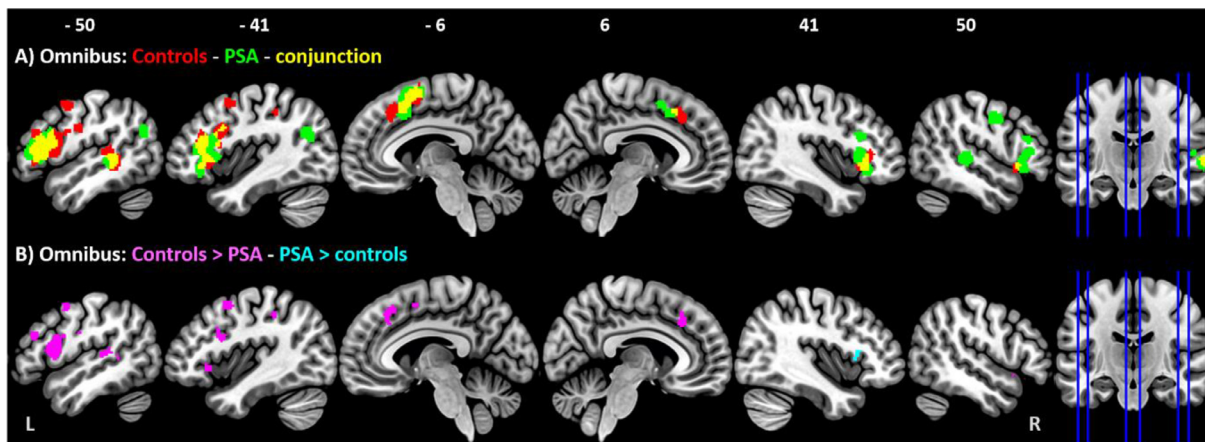 - 50 - 41 - 6 6 41 50
A) Omnibus: Controls - PSA - conjunction
B) Omnibus: Controls > PSA - PSA > controls
L R